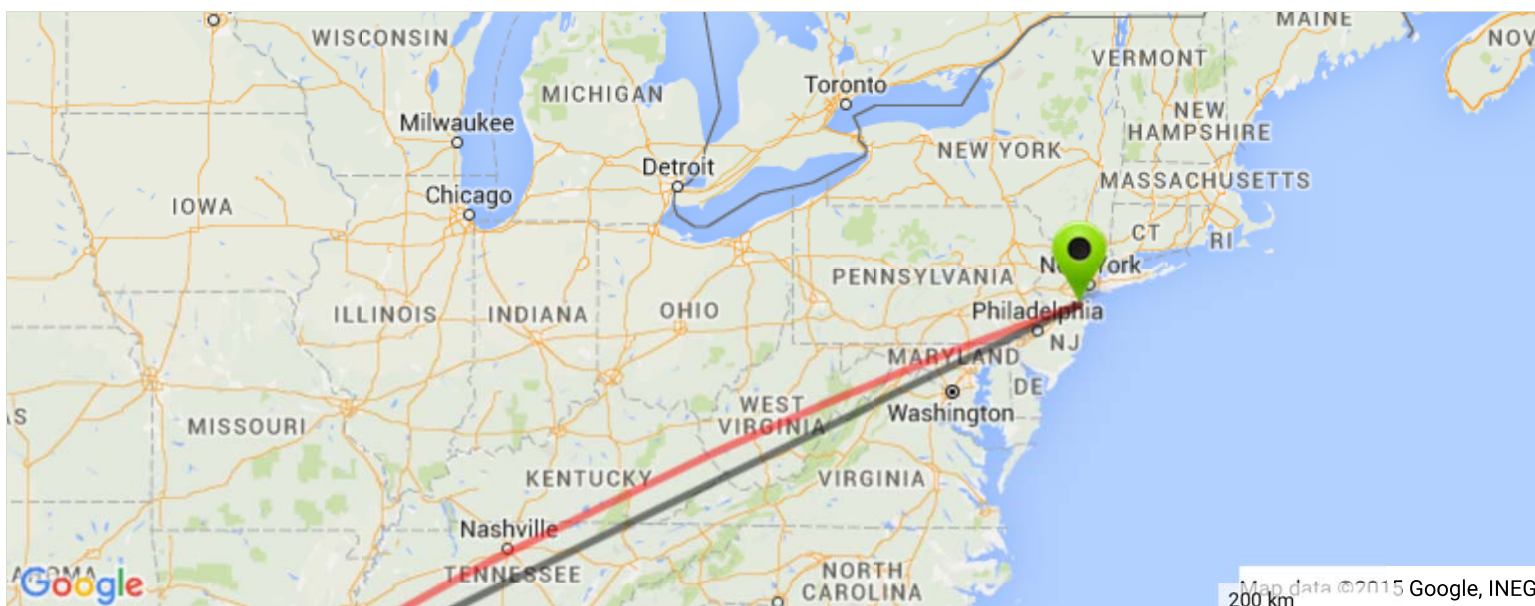 MAINE
WISCONSIN
NOV
VERMONT
Toronto
MICHIGAN
NEW
HAMPSHIRE
Milwaukee
NEW YORK
Detroit
MASSACHUSETTS
Chicago
IOWA
CT
RI
PENNSYLVANIA
ILLINOIS
INDIANA
OHIO
Philadelphia
NJ
MARYLAND
DE
WEST
VIRGINIA
Washington
AS
MISSOURI
KENTUCKY
VIRGINIA
Nashville
TENNESSEE
NORTH
CAROLINA
Google
Map data ©2015 Google, INEG
200 km